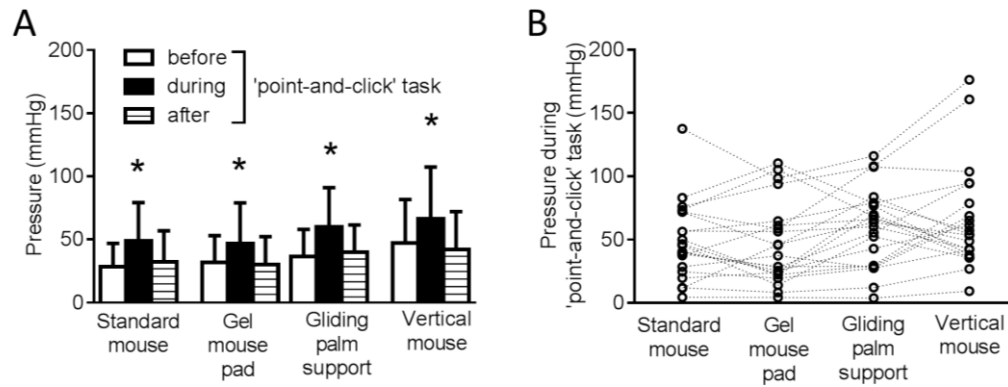 A
200
150
100
50
0
Pressure (mmHg)
before
during
after
'point-and-click' task
*
*
*
*
Standard
mouse
Gel
mouse
pad
Gliding
palm
support
Vertical
mouse
B
200
150
100
50
0
Pressure during
'point-and-click' task (mmHg)
Standard
mouse
Gel
mouse
pad
Gliding
palm support
Vertical
mouse